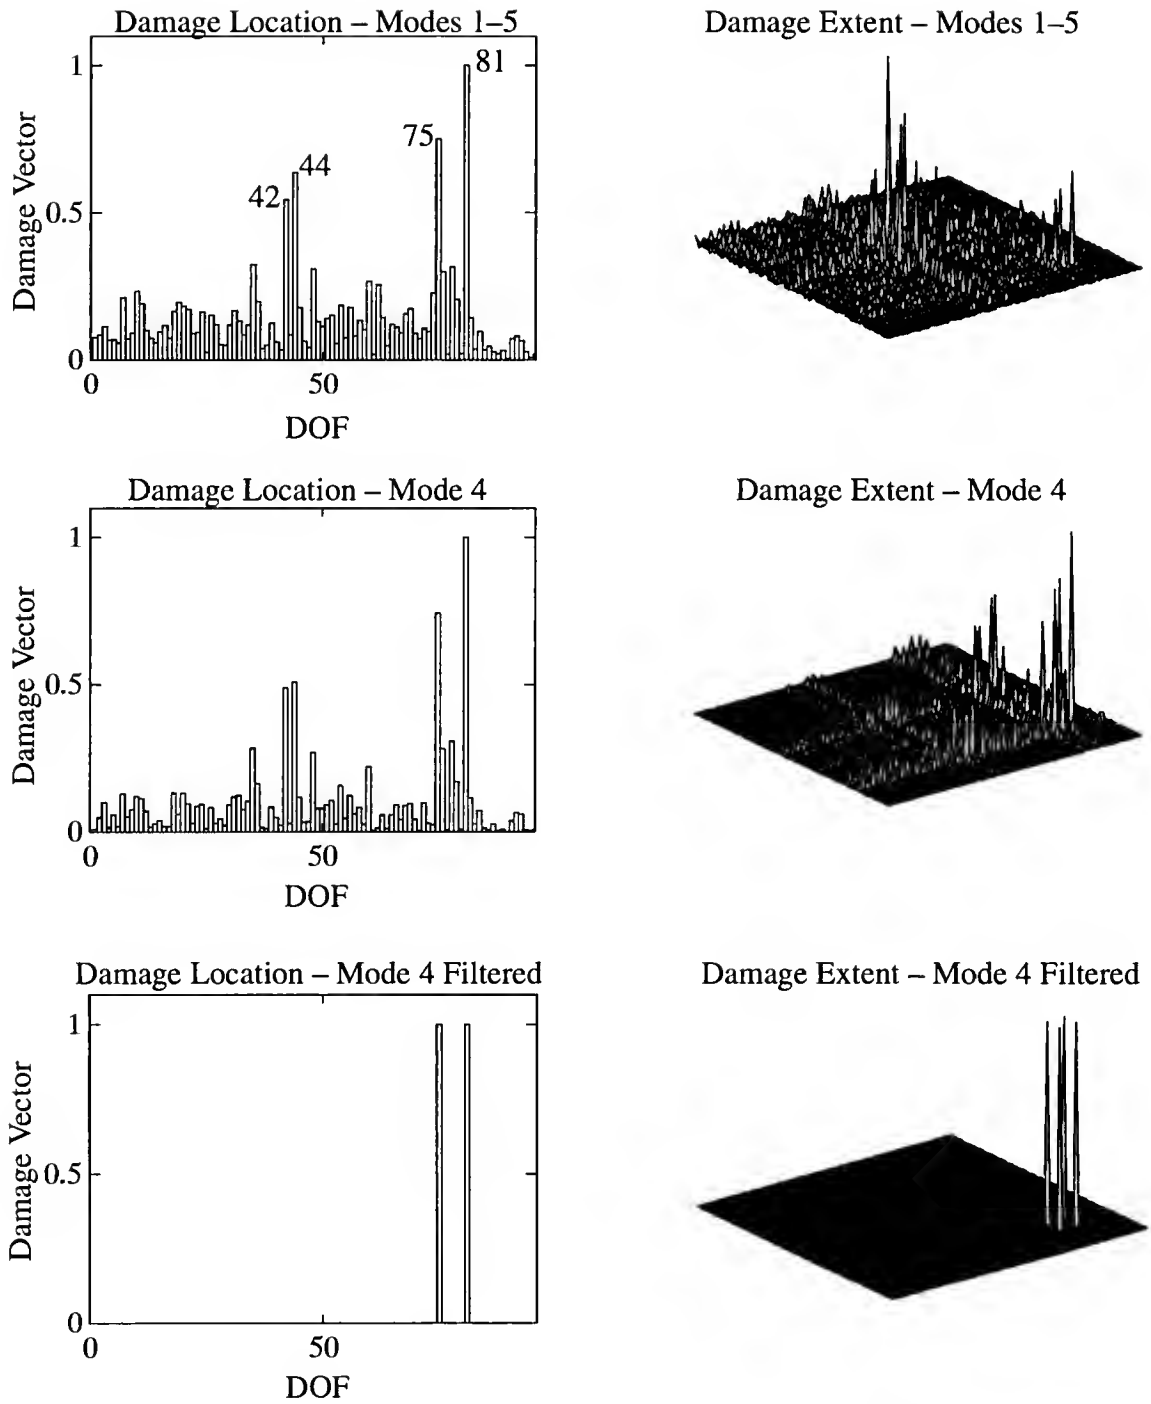 Damage Location – Modes 1–5
Damage Extent – Modes 1–5
81
1
75
44
42
0.5
Damage Vector
0
0
50
DOF
Damage Location – Mode 4
Damage Extent – Mode 4
1
0.5
Damage Vector
0
0
50
DOF
Damage Location – Mode 4 Filtered
Damage Extent – Mode 4 Filtered
1
0.5
Damage Vector
0
0
50
DOF